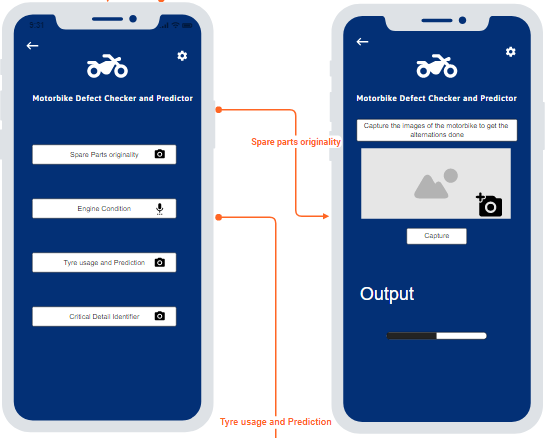 5:21
Motorbike Defect Checker and Predictor
Spare Parts originality
Engine Condition
Tyre usage and Prediction
Critical Detail Identifier
Spare parts originality
Tyre usage and Prediction
Motorbike Defect Checker and Predictor
Capture the images of the motorbike to get the
alternations done
Capture
Output